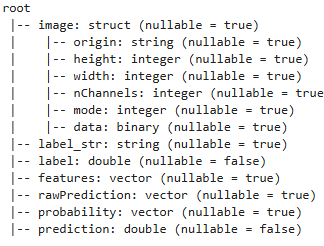 root
|-- image: struct (nullable = true)
|    |-- origin: string (nullable = true)
|    |-- height: integer (nullable = true)
|    |-- width: integer (nullable = true)
|    |-- nChannels: integer (nullable = true
|    |-- mode: integer (nullable = true)
|    |-- data: binary (nullable = true)
|-- label_str: string (nullable = true)
|-- label: double (nullable = false)
|-- features: vector (nullable = true)
|-- rawPrediction: vector (nullable = true)
|-- probability: vector (nullable = true)
|-- prediction: double (nullable = false)